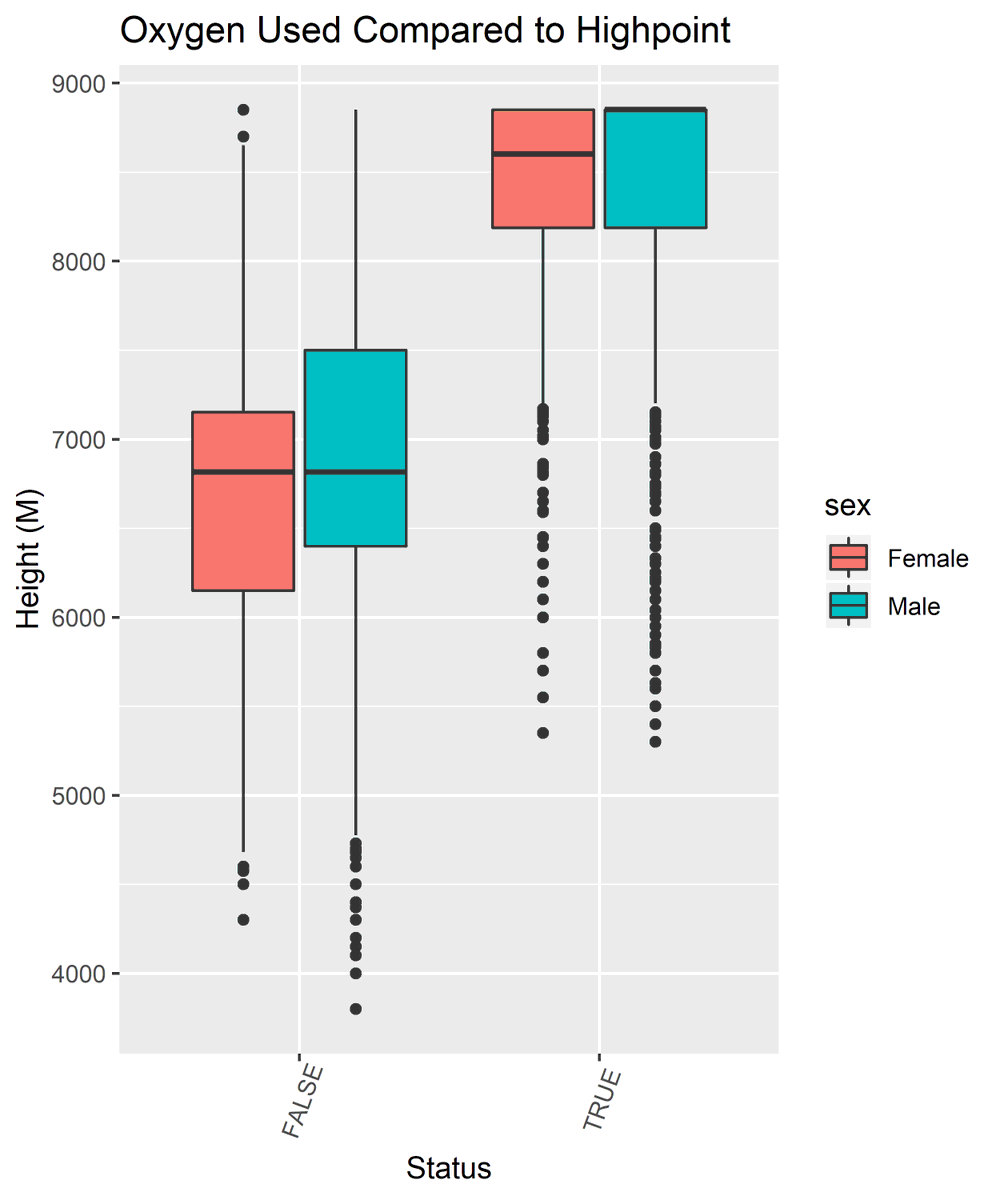 Oxygen Used Compared to Highpoint
9000
8000
7000
6000
5000
4000
Height (M)
FALSE
TRUE
Status
sex
Female
Male